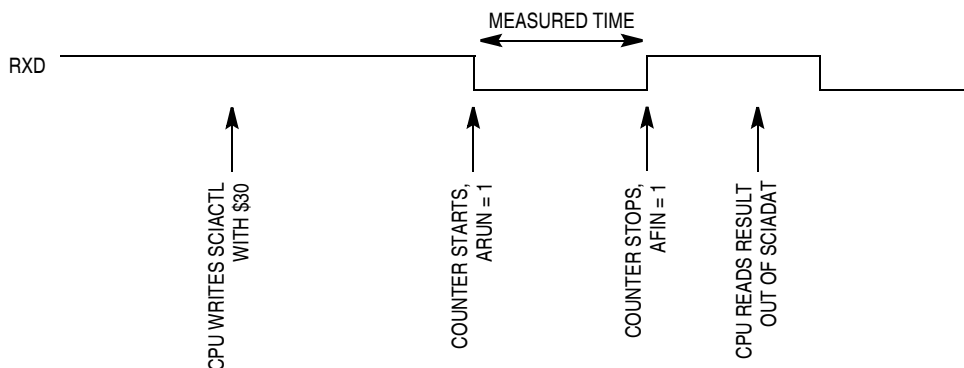 MEASURED TIME
RXD
CPU WRITES SCIACTL
WITH $30
COUNTER STARTS,
ARUN = 1
COUNTER STOPS,
AFIN = 1
CPU READS RESULT
OUT OF SCIADAT